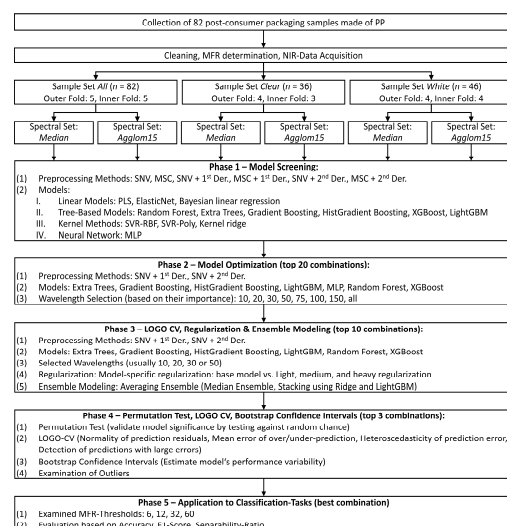 Collection of 82 post-consumer packaging samples made of PP
Cleaning, MFR determination, NIR-Data Acquisition
Sample Set All (n = 82)
Outer Fold: 5, Inner Fold: 5
Sample Set Clear (n = 36)
Outer Fold: 4, Inner Fold: 3
Sample Set White (n = 46)
Outer Fold: 4, Inner Fold: 4
Spectral Set:
Median
Spectral Set:
Agglom15
Spectral Set:
Median
Spectral Set:
Agglom15
Spectral Set:
Median
Spectral Set:
Agglom15
Phase 1 – Model Screening:
(1) Preprocessing Methods: SNV, MSC, SNV + 1st Der., MSC + 1st Der., SNV + 2nd Der., MSC + 2nd Der.
(2) Models:
I. Linear Models: PLS, ElasticNet, Bayesian linear regression
II. Tree-Based Models: Random Forest, Extra Trees, Gradient Boosting, HistGradient Boosting, XGBoost, LightGBM
III. Kernel Methods: SVR-RBF, SVR-Poly, Kernel ridge
IV. Neural Network: MLP
Phase 2 – Model Optimization (top 20 combinations):
(1) Preprocessing Methods: SNV + 1st Der., SNV + 2nd Der.
(2) Models: Extra Trees, Gradient Boosting, HistGradient Boosting, LightGBM, MLP, Random Forest, XGBoost
(3) Wavelength Selection (based on their importance): 10, 20, 30, 50, 75, 100, 150, all
Phase 3 – LOGO CV, Regularization & Ensemble Modeling (top 10 combinations):
(1) Preprocessing Methods: SNV + 1st Der., SNV + 2nd Der.
(2) Models: Extra Trees, Gradient Boosting, HistGradient Boosting, LightGBM, Random Forest, XGBoost
(3) Selected Wavelengths (usually 10, 20, 30 or 50)
(4) Regularization: Model-specific regularization: base model vs. Light, medium, and heavy regularization
(5) Ensemble Modeling: Averaging Ensemble (Median Ensemble, Stacking using Ridge and LightGBM)
Phase 4 – Permutation Test, LOGO CV, Bootstrap Confidence Intervals (top 3 combinations):
(1) Permutation Test (validate model significance by testing against random chance)
(2) LOGO-CV (Normality of prediction residuals, Mean error of over/under-prediction, Heteroscedasticity of prediction error, Detection of predictions with large errors)
(3) Bootstrap Confidence Intervals (Estimate model's performance variability)
(4) Examination of Outliers
Phase 5 – Application to Classification-Tasks (best combination)
(1) Examined MFR-Thresholds: 6, 12, 32, 60
(2) Evaluation based on Accuracy, F1-Score, Separability-Ratio